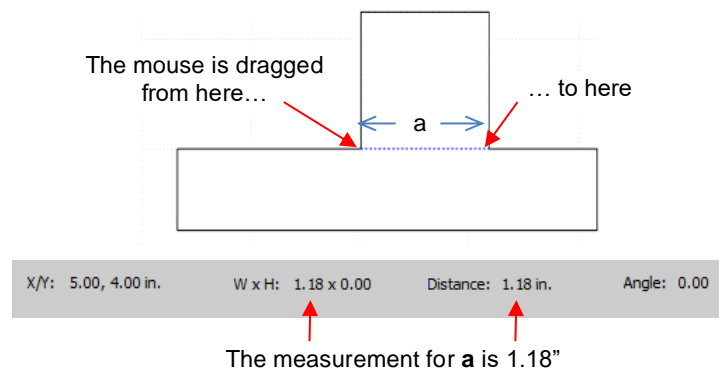 The mouse is dragged
from here…
… to here
a
X/Y: 5.00, 4.00 in. W x H: 1.18 x 0.00 Distance: 1.18 in. Angle: 0.00
The measurement for a is 1.18”